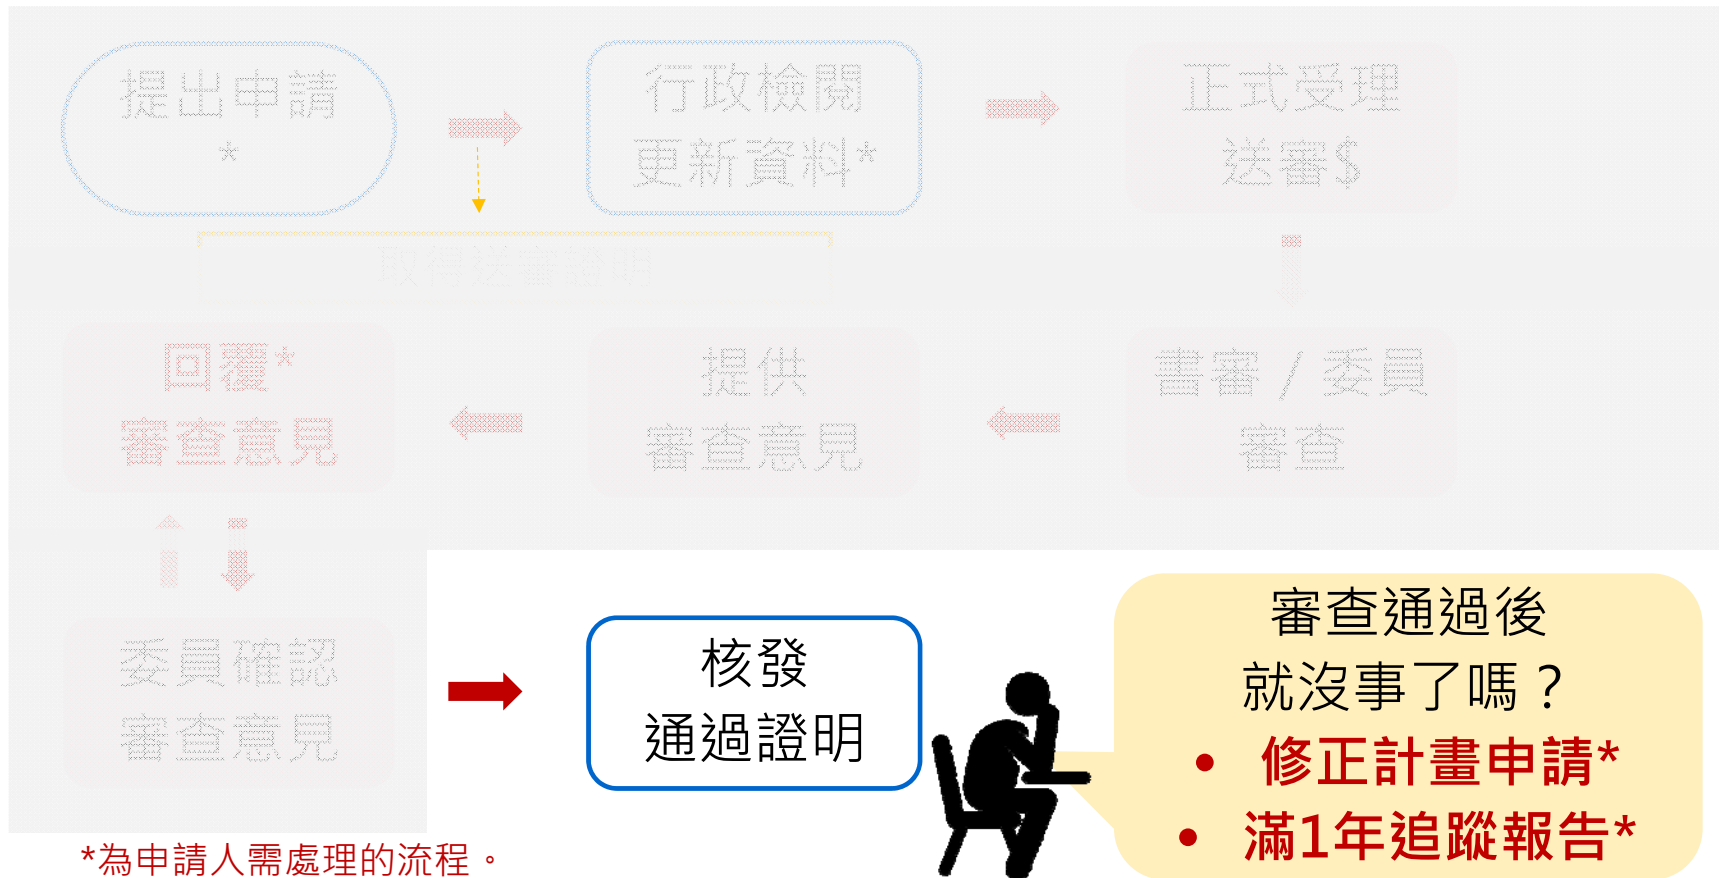 提出申請
*
行政檢閱
更新資料*
正式受理
送審$
取得送審證明
書審 / 委員
審查
提供
審查意見
回覆*
審查意見
委員確認
審查意見
核發
通過證明
審查通過後
就沒事了嗎？
• 修正計畫申請*
• 滿1年追蹤報告*
*為申請人需處理的流程。